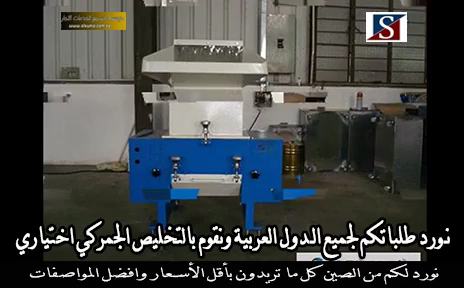 نورد طلباتكم لجميع الدول العربية ونقوم بالتخليص الجمركي اختياري
نورد لكم من الصين كل ما تريدون بأقل الأسعار وافضل المواصفات